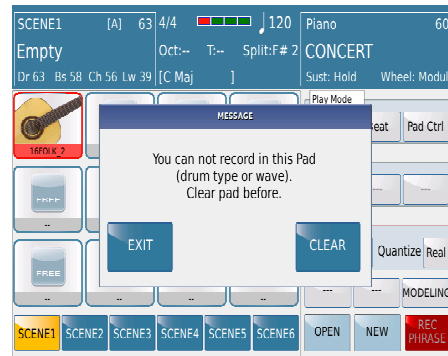 SCENE1 [A] 63 4/4 120 Piano 60
Empty Oct:-- T:-- Split:F# 2 CONCERT
Dr 63 Bs 58 Ch 56 Lw 39 [C Maj ] Sust: Hold Wheel: Modul
Play Mode
MESSAGE
eat Pad Ctrl
16FOLK_2
You can not record in this Pad
(drum type or wave).
Clear pad before.
FREE
--- ---
-- --
EXIT CLEAR
Quantize Real
FREE
--- --- MODELING
-- -- -- --
SCENE1 SCENE2 SCENE3 SCENE4 SCENE5 SCENE6 OPEN NEW REC
PHRASE